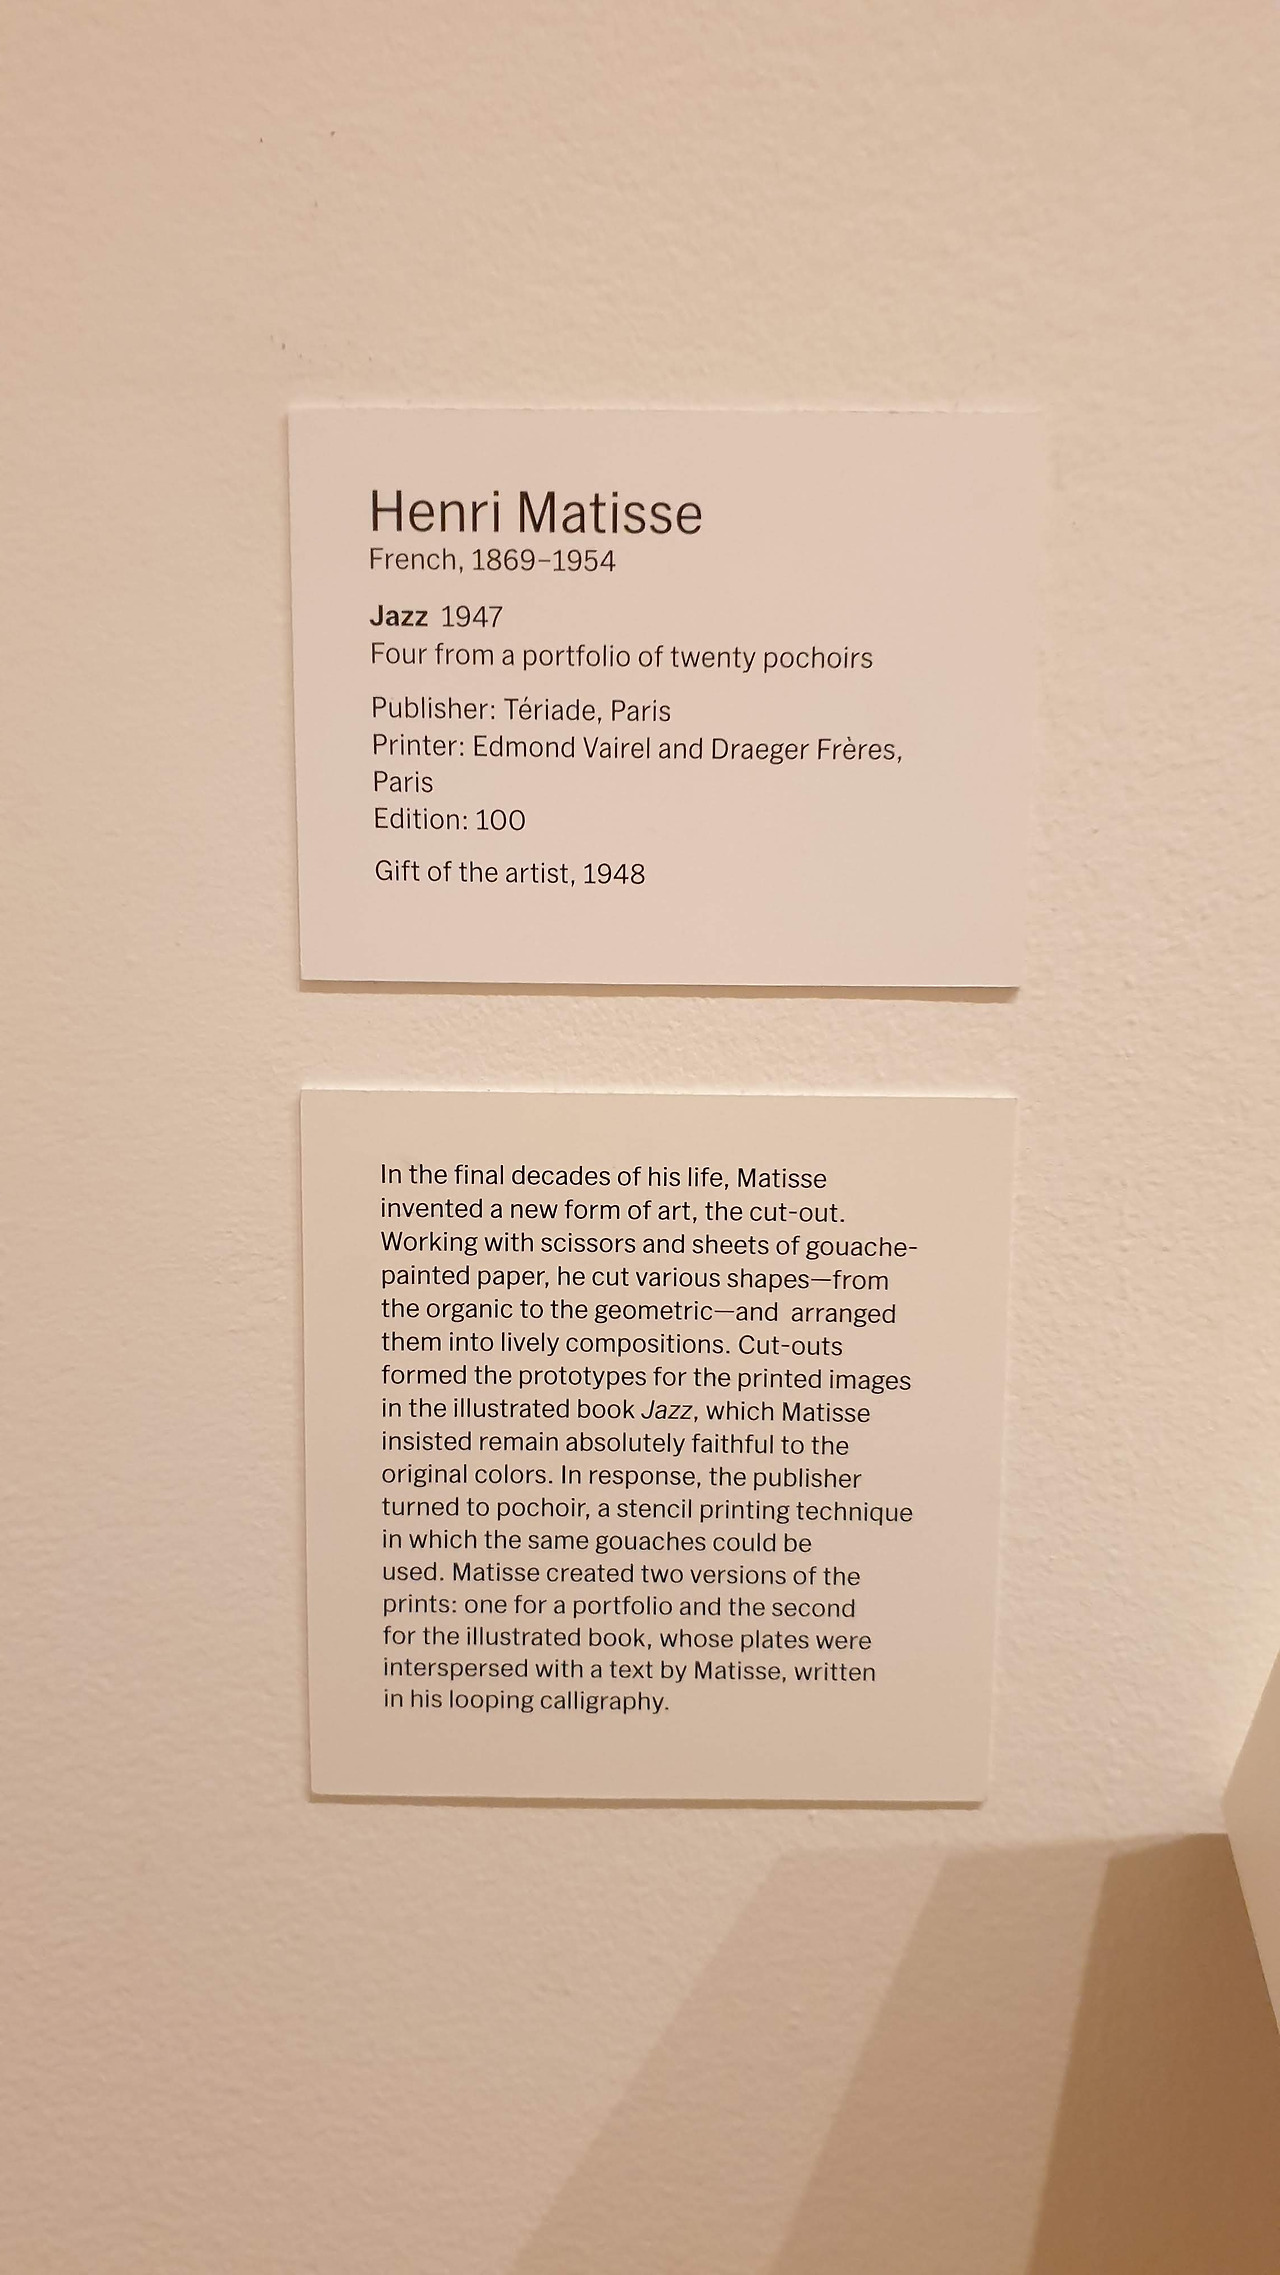 Henri Matisse
French, 1869–1954
Jazz 1947
Four from a portfolio of twenty pochoirs
Publisher: Tériade, Paris
Printer: Edmond Vairel and Draeger Frères,
Paris
Edition: 100
Gift of the artist, 1948
In the final decades of his life, Matisse
invented a new form of art, the cut-out.
Working with scissors and sheets of gouache-
painted paper, he cut various shapes—from
the organic to the geometric—and arranged
them into lively compositions. Cut-outs
formed the prototypes for the printed images
in the illustrated book Jazz, which Matisse
insisted remain absolutely faithful to the
original colors. In response, the publisher
turned to pochoir, a stencil printing technique
in which the same gouaches could be
used. Matisse created two versions of the
prints: one for a portfolio and the second
for the illustrated book, whose plates were
interspersed with a text by Matisse, written
in his looping calligraphy.